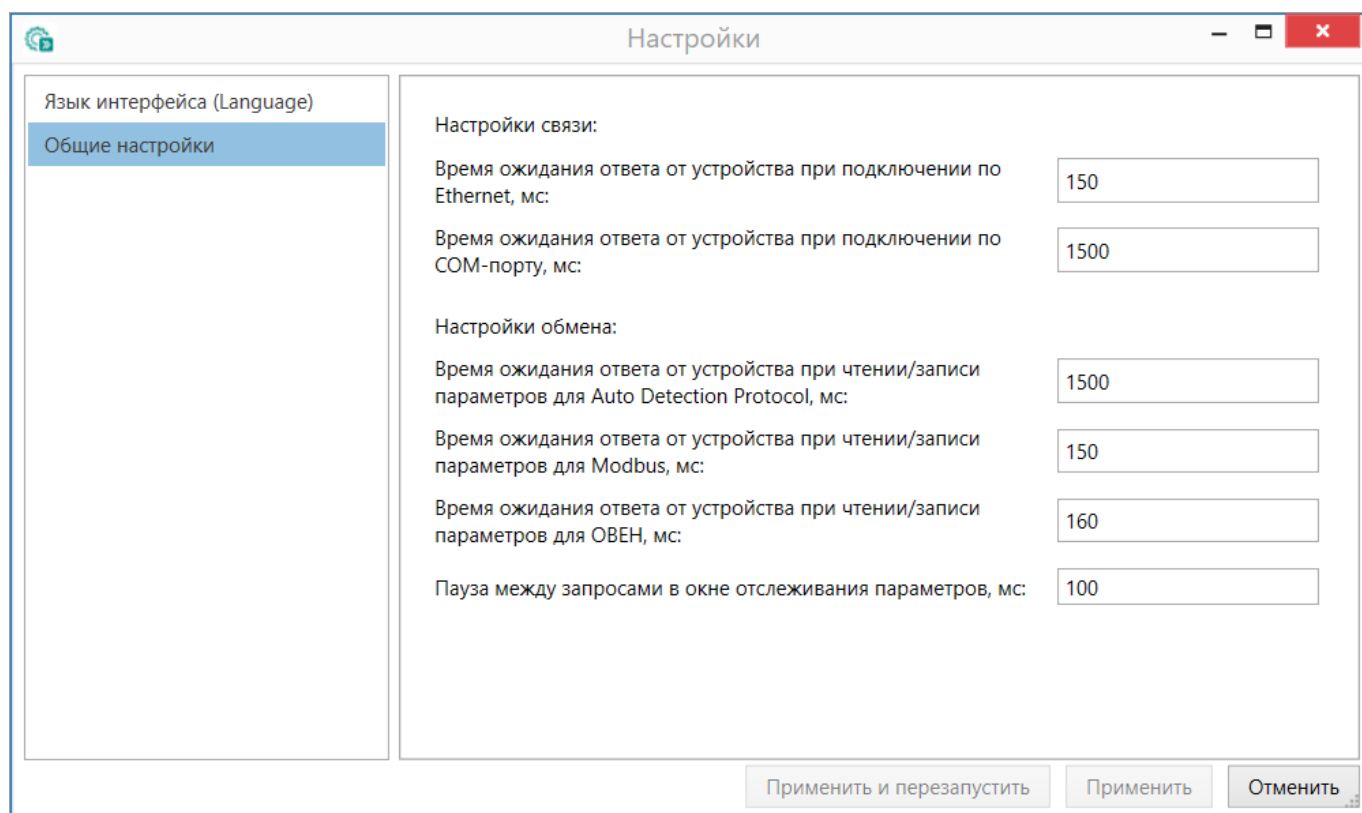 Настройки
Язык интерфейса (Language)
Общие настройки
Настройки связи:
Время ожидания ответа от устройства при подключении по
Ethernet, мс:
150
Время ожидания ответа от устройства при подключении по
COM-порту, мс:
1500
Настройки обмена:
Время ожидания ответа от устройства при чтении/записи
параметров для Auto Detection Protocol, мс:
1500
Время ожидания ответа от устройства при чтении/записи
параметров для Modbus, мс:
150
Время ожидания ответа от устройства при чтении/записи
параметров для ОВЕН, мс:
160
Пауза между запросами в окне отслеживания параметров, мс:
100
Применить и перезапустить
Применить
Отменить